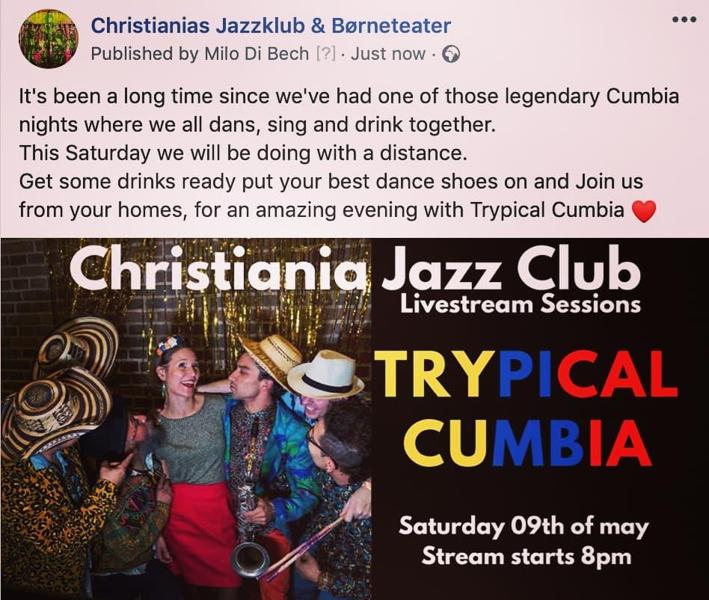 Christianias Jazzklub & Børneteater
Published by Milo Di Bech [?] · Just now ·
It's been a long time since we've had one of those legendary Cumbia
nights where we all dans, sing and drink together.
This Saturday we will be doing with a distance.
Get some drinks ready put your best dance shoes on and Join us
from your homes, for an amazing evening with Trypical Cumbia ❤️
Christiania Jazz Club
Livestream Sessions
TRYPICAL
CUMBIA
Saturday 09th of may
Stream starts 8pm